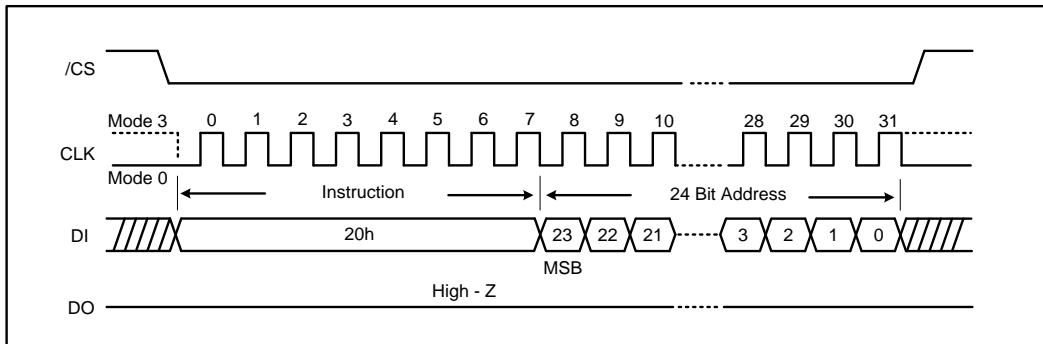 /CS
Mode 3 0 1 2 3 4 5 6 7 8 9 10 28 29 30 31
CLK
Mode 0
Instruction 24 Bit Address
DI 20h 23 22 21 3 2 1 0
MSB
High - Z
DO